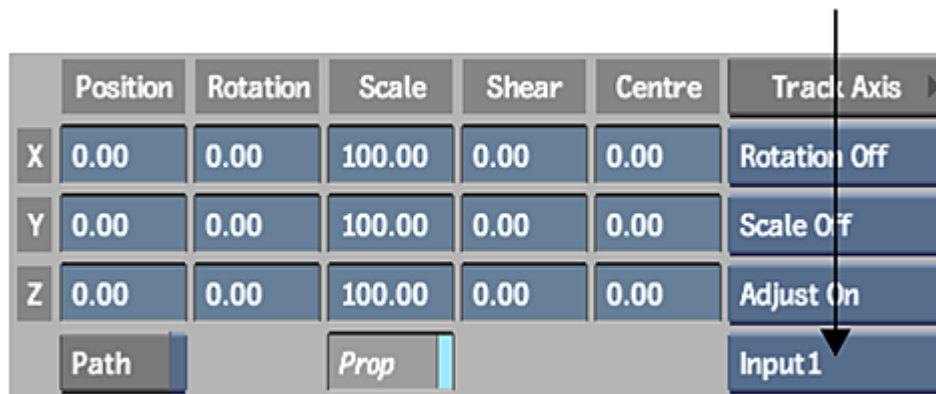 Position Rotation Scale Shear Centre Track Axis
X 0.00 0.00 100.00 0.00 0.00 Rotation Off
Y 0.00 0.00 100.00 0.00 0.00 Scale Off
Z 0.00 0.00 100.00 0.00 0.00 Adjust On
Path Prop Input1